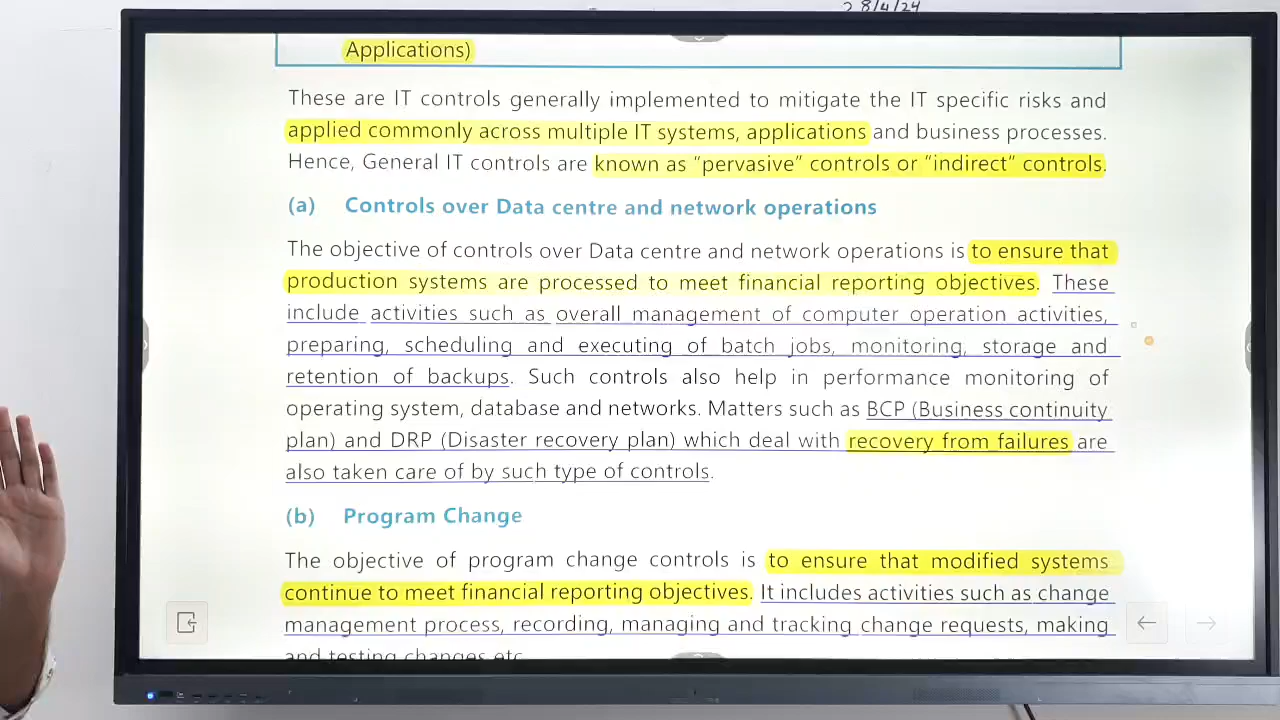 28/4/24
Applications)
These are IT controls generally implemented to mitigate the IT specific risks and
applied commonly across multiple IT systems, applications and business processes.
Hence, General IT controls are known as “pervasive” controls or “indirect” controls.
(a) Controls over Data centre and network operations
The objective of controls over Data centre and network operations is to ensure that
production systems are processed to meet financial reporting objectives. These
include activities such as overall management of computer operation activities,
preparing, scheduling and executing of batch jobs, monitoring, storage and
retention of backups. Such controls also help in performance monitoring of
operating system, database and networks. Matters such as BCP (Business continuity
plan) and DRP (Disaster recovery plan) which deal with recovery from failures are
also taken care of by such type of controls.
(b) Program Change
The objective of program change controls is to ensure that modified systems
continue to meet financial reporting objectives. It includes activities such as change
management process, recording, managing and tracking change requests, making
and testing changes etc